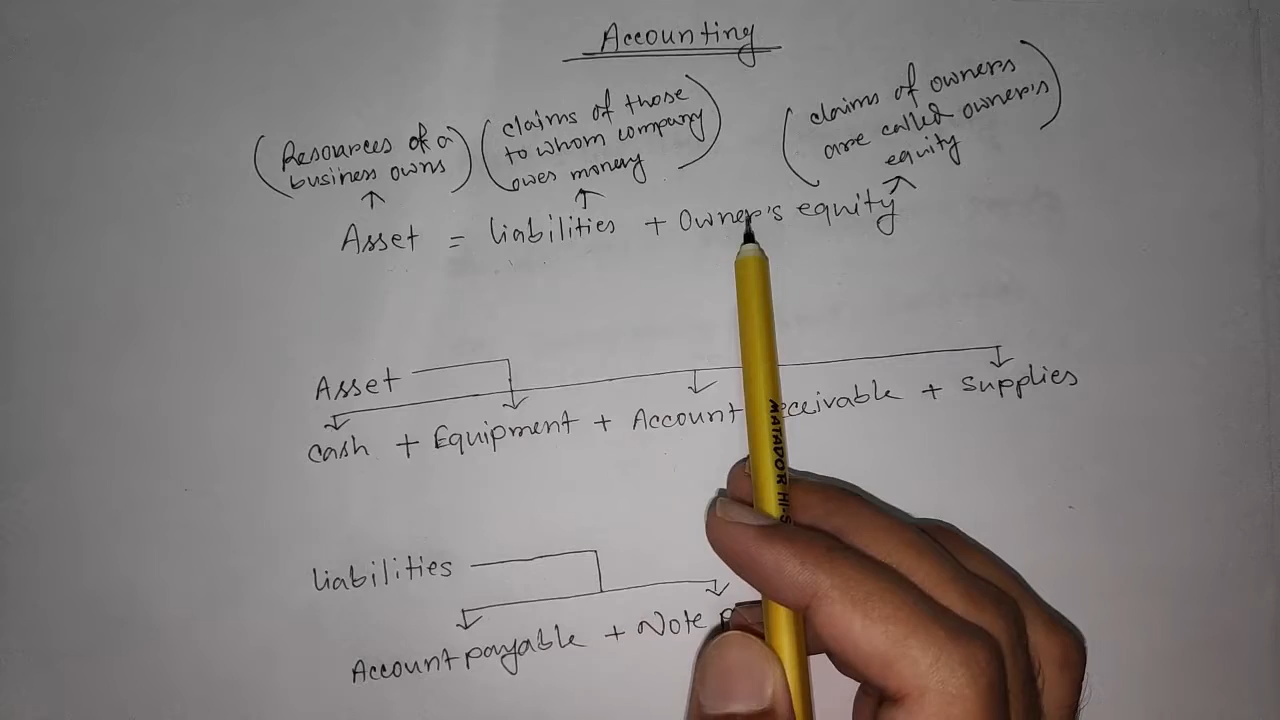 Accounting
(Resources of a
business owns)
(claims of those
to whom company
owes money)
(claims of owners
are called owner's
equity)
Asset = liabilities + Owner's equity
Asset
cash + Equipment + Account receivable + Supplies
liabilities
Account payable + Note
MATADOR HI-S